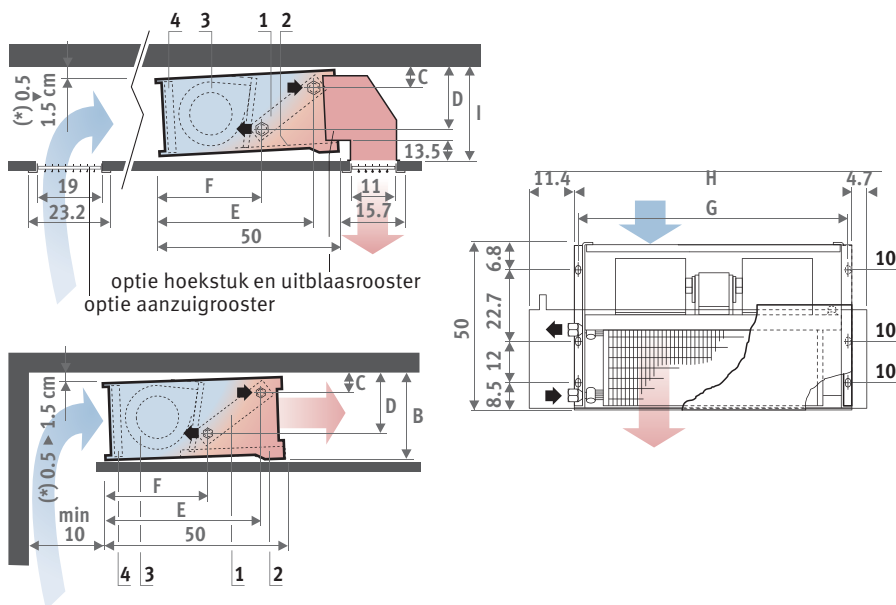 4 3 1 2
(*) 0.5 ▶ 1.5 cm
C
D
I
13.5
F
19
11
E
23.2
15.7
50
optie hoekstuk en uitblaasrooster
optie aanzuigrooster
11.4 H 4.7
G
6.8
10
22.7
50
10
12
10
8.5
C
D
B
(*) 0.5 ▶ 1.5 cm
F
min
E
10
50
4 3 1 2